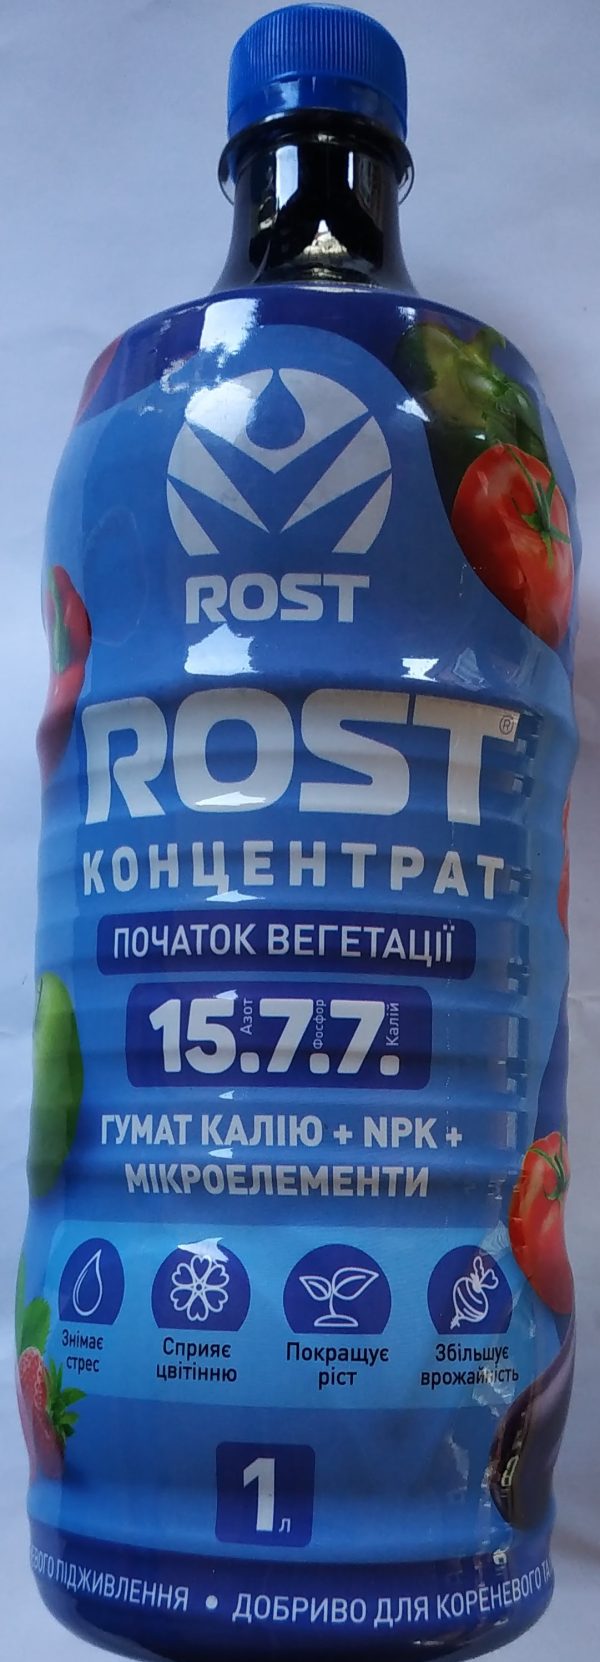 ROST
ROST®
КОНЦЕНТРАТ
ПОЧАТОК ВЕГЕТАЦІЇ
15.7.7.
Азот
Фосфор
Калій
ГУМАТ КАЛІЮ + NPK +
МІКРОЕЛЕМЕНТИ
Знімає
стрес
Сприяє
цвітінню
Покращує
ріст
Збільшує
врожайність
1 л
ПІДЖИВЛЕННЯ • ДОБРИВО ДЛЯ КОРЕНЕВОГО ТА